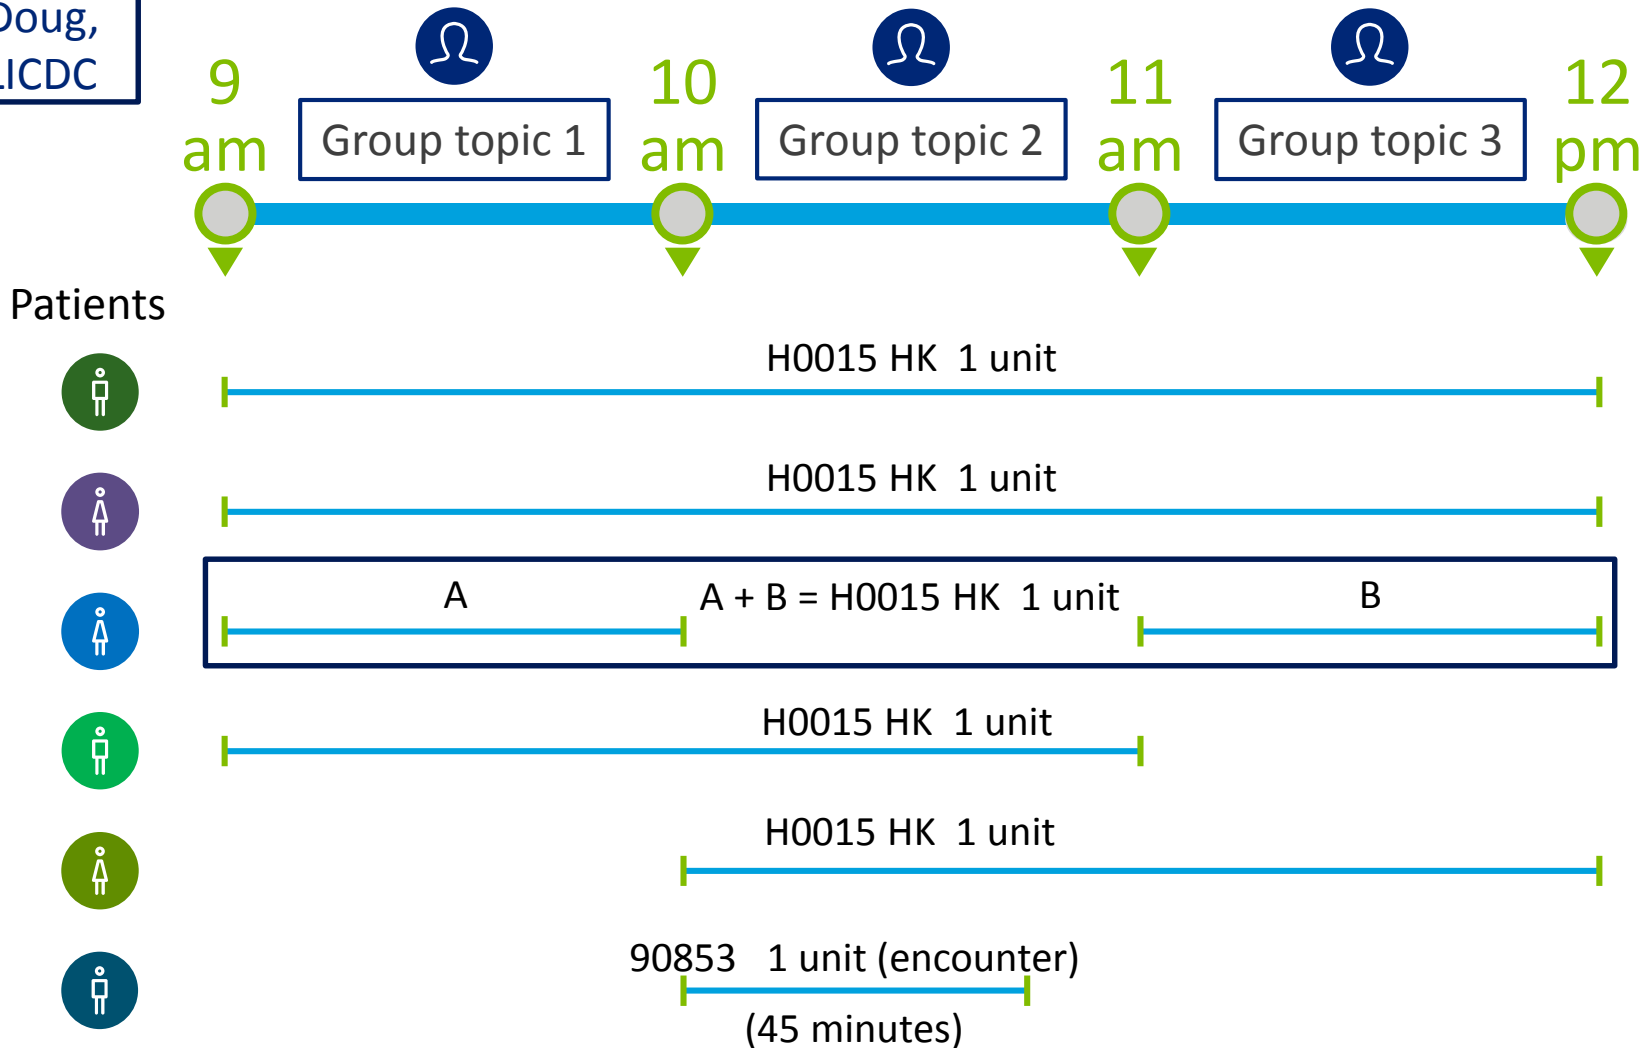 Doug,
LICDC
9
am
10
am
11
am
12
pm
Group topic 1
Group topic 2
Group topic 3
Patients
H0015 HK  1 unit
H0015 HK  1 unit
A
A + B = H0015 HK  1 unit
B
H0015 HK  1 unit
H0015 HK  1 unit
90853   1 unit (encounter)
(45 minutes)